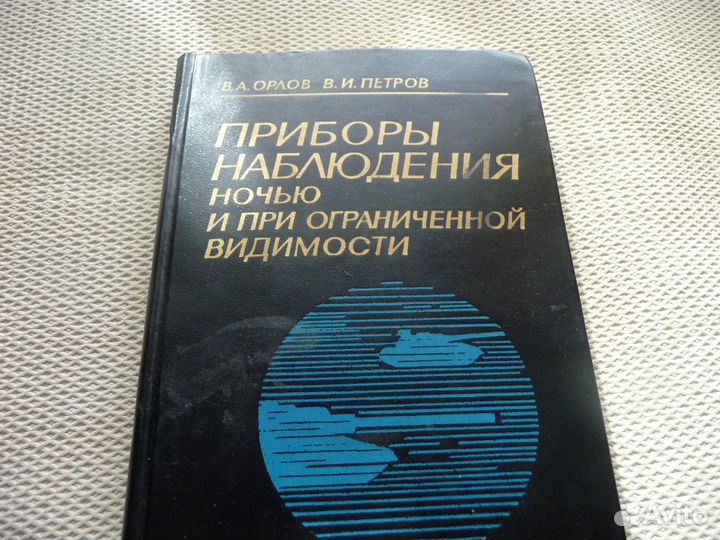 В.А.ОРЛОВ В.И.ПЕТРОВ
ПРИБОРЫ
НАБЛЮДЕНИЯ
НОЧЬЮ
И ПРИ ОГРАНИЧЕННОЙ
ВИДИМОСТИ
Avito